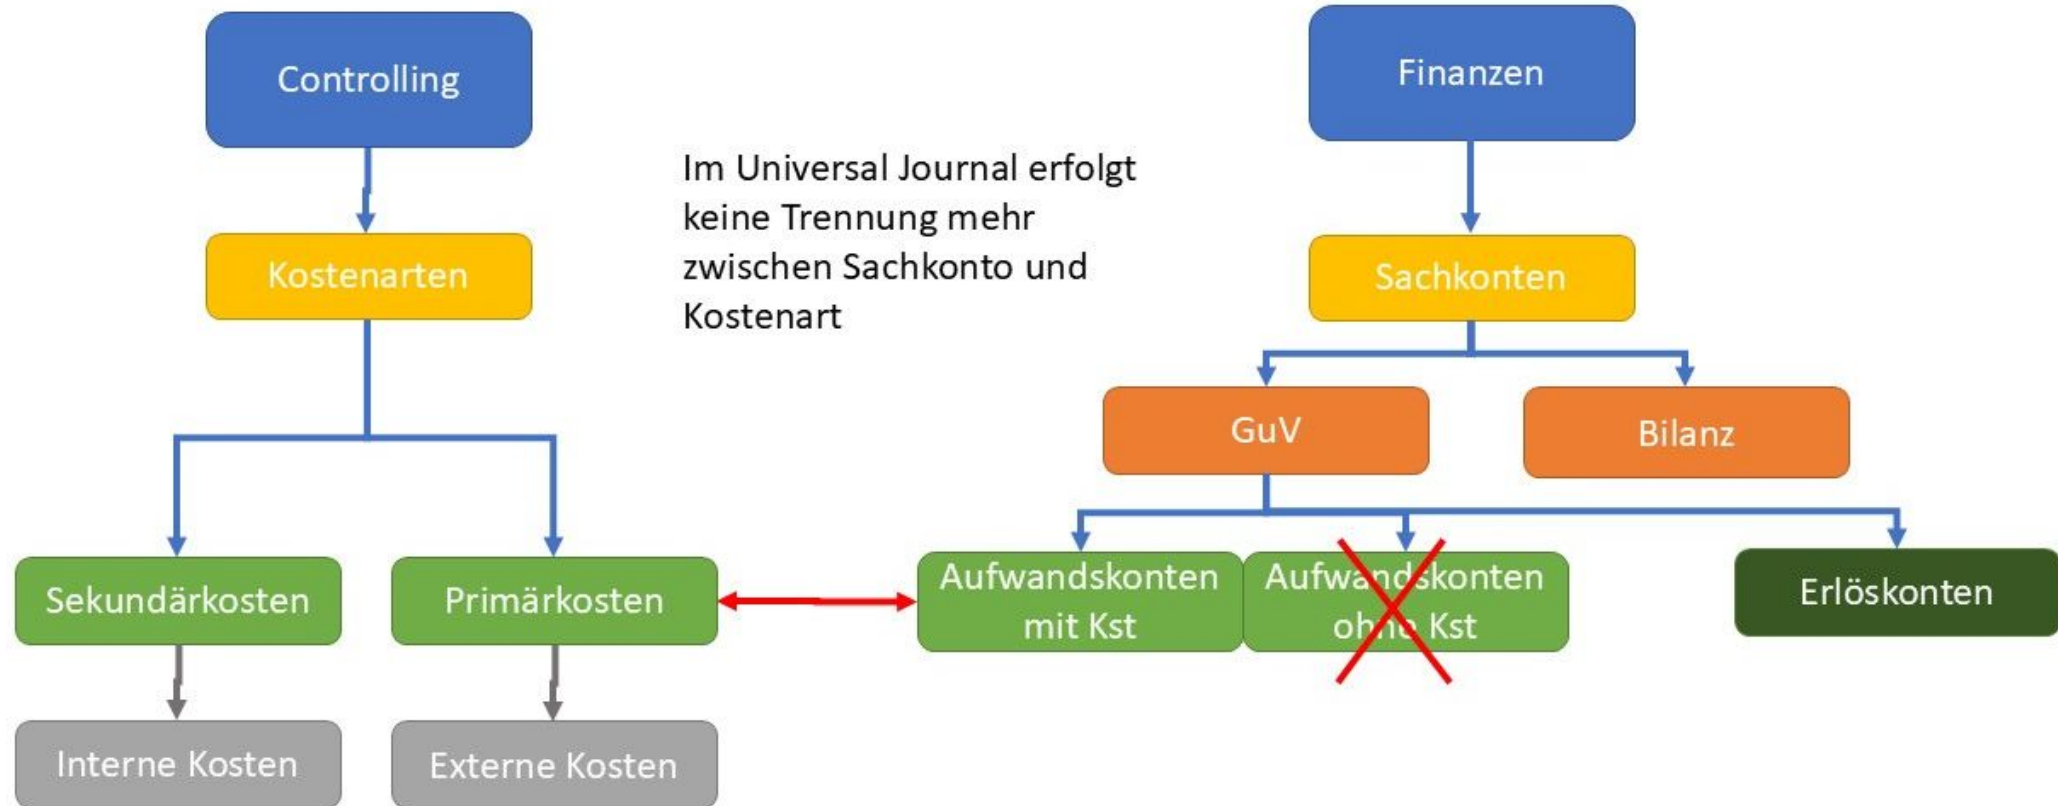 Controlling
Finanzen
Im Universal Journal erfolgt
keine Trennung mehr
zwischen Sachkonto und
Kostenart
Kostenarten
Sachkonten
GuV
Bilanz
Sekundärkosten
Primärkosten
Aufwandskonten
mit Kst
Aufwandskonten
ohne Kst
Erlöskonten
Interne Kosten
Externe Kosten